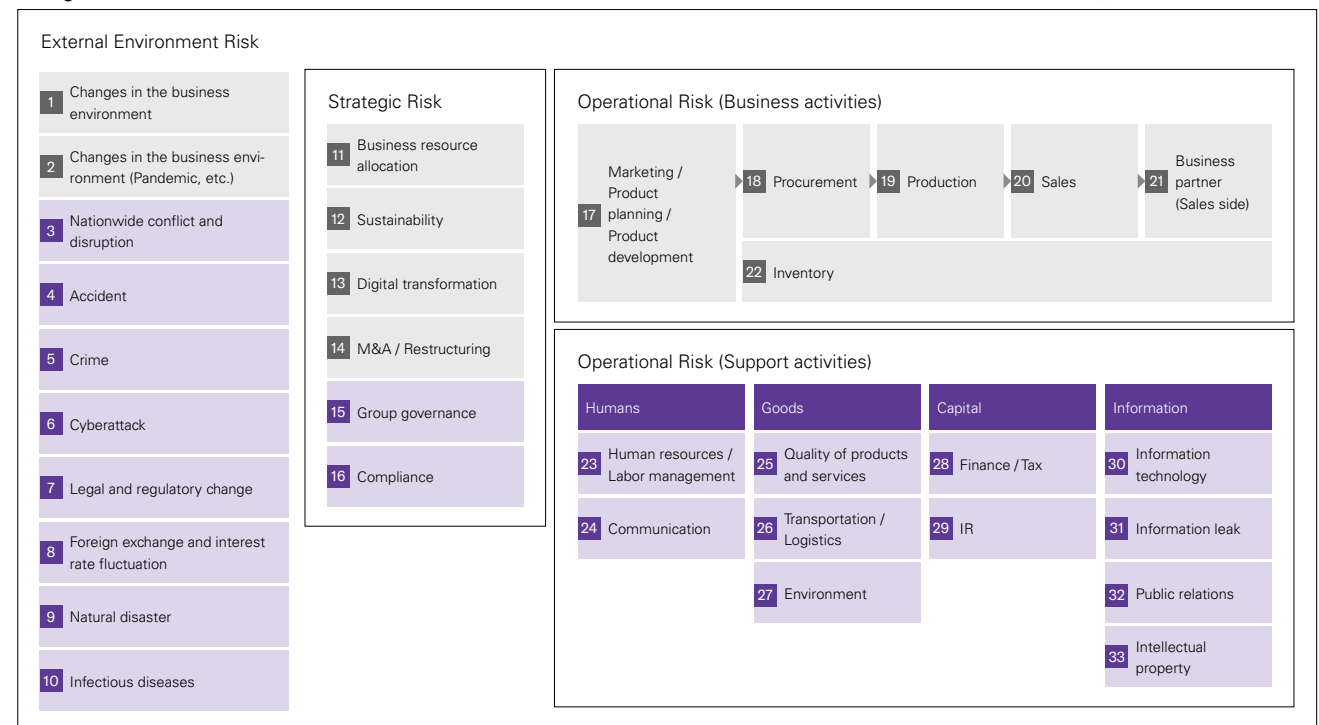 External Environment Risk
1 Changes in the business
environment
2 Changes in the business envi-
ronment (Pandemic, etc.)
3 Nationwide conflict and
disruption
4 Accident
5 Crime
6 Cyberattack
7 Legal and regulatory change
8 Foreign exchange and interest
rate fluctuation
9 Natural disaster
10 Infectious diseases
Strategic Risk
11 Business resource
allocation
12 Sustainability
13 Digital transformation
14 M&A / Restructuring
15 Group governance
16 Compliance
Operational Risk (Business activities)
17 Marketing /
Product
planning /
Product
development
18 Procurement
19 Production
20 Sales
21 Business
partner
(Sales side)
22 Inventory
Operational Risk (Support activities)
Humans
23 Human resources /
Labor management
24 Communication
Goods
25 Quality of products
and services
26 Transportation /
Logistics
27 Environment
Capital
28 Finance / Tax
29 IR
Information
30 Information
technology
31 Information leak
32 Public relations
33 Intellectual
property